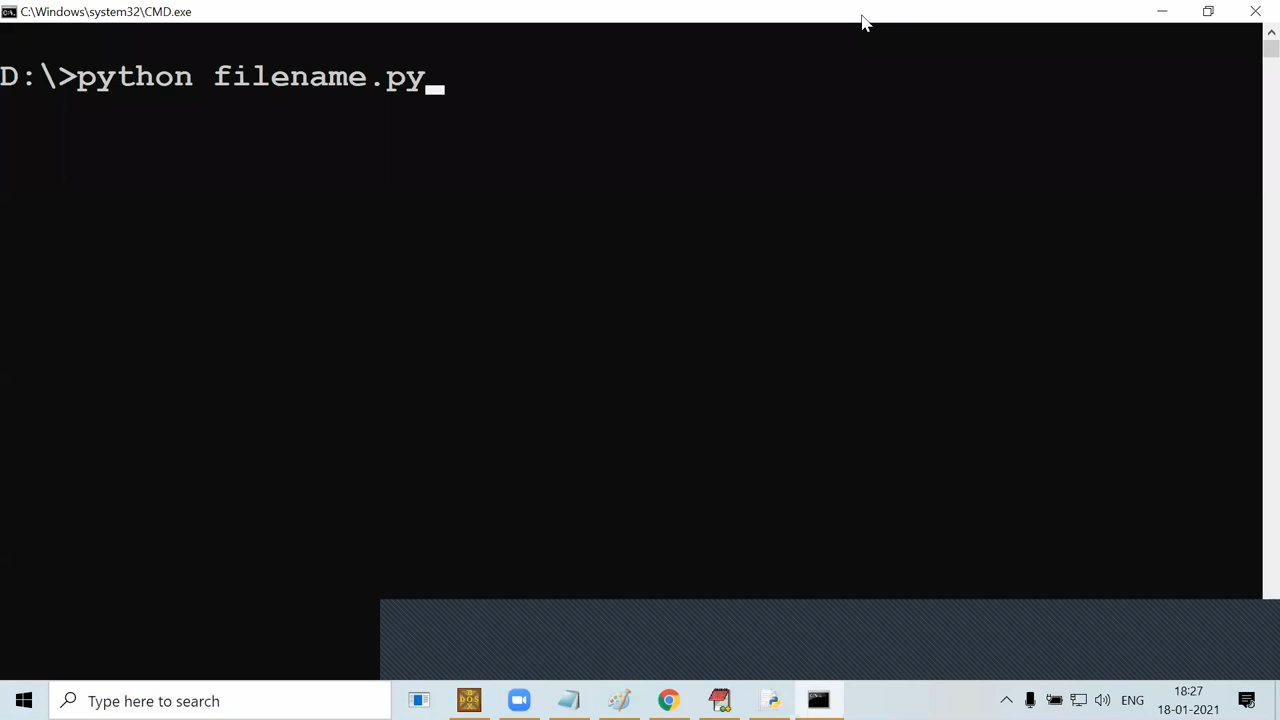 C:\Windows\system32\CMD.exe
D:\>python filename.py
Type here to search
ENG
18:27
18-01-2021